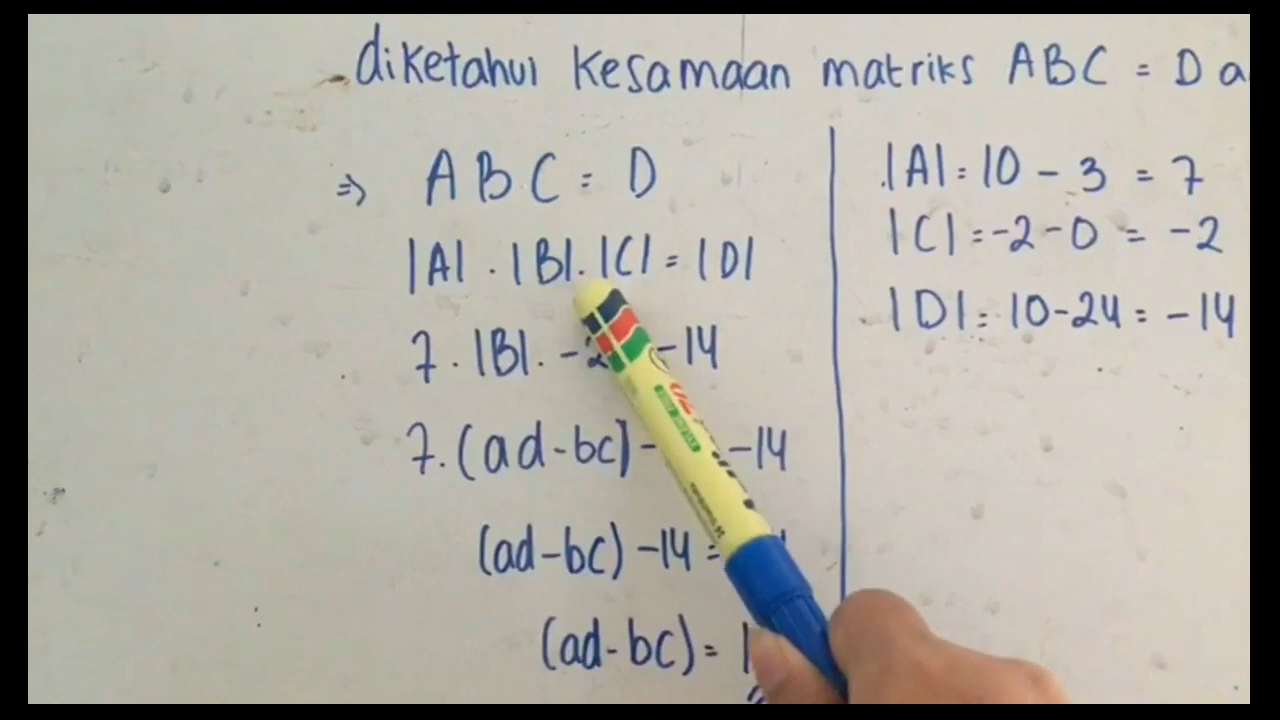 diketahui kesamaan matriks ABC = D a
⇒ ABC = D
|A| . |B|. |C| = |D|
7 . |B|. -2 -14
7.(ad-bc) - -14
(ad-bc) -14 =
(ad-bc) = 1
|A| = 10 - 3 = 7
|C| = -2-0 = -2
|D| = 10-24 = -14